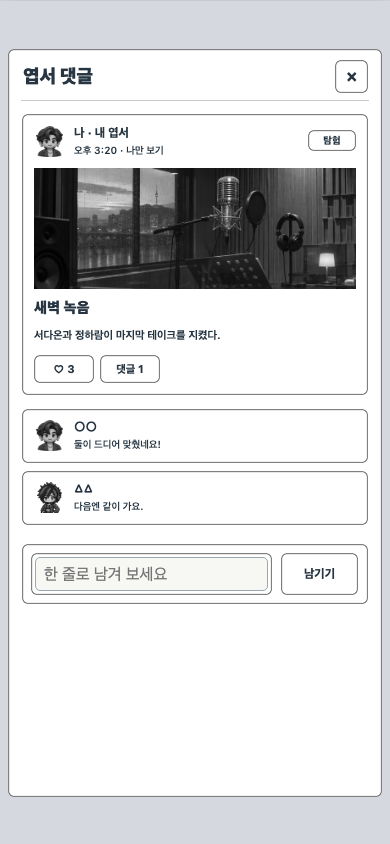 엽서 댓글
×
나 · 내 엽서
오후 3:20 · 나만 보기
탐험
새벽 녹음
서다온과 정하람이 마지막 테이크를 지켰다.
♡ 3
댓글 1
○○
둘이 드디어 맞췄네요!
△△
다음엔 같이 가요.
한 줄로 남겨 보세요
남기기